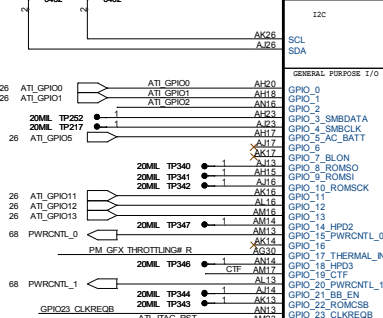 I2C
2 2
AK26 SCL
AJ26 SDA
GENERAL PURPOSE I/O
26 ATI_GPIO0 ATI_GPIO0 AH20 GPIO_0
26 ATI_GPIO1 ATI_GPIO1 AH18 GPIO_1
ATI_GPIO2 AN16 GPIO_2
20MIL TP252 1 AH23 GPIO_3_SMBDATA
20MIL TP217 1 AJ23 GPIO_4_SMBCLK
26 ATI_GPIO5 AH17 GPIO_5_AC_BATT
AJ17 GPIO_6
AK17 GPIO_7_BLON
20MIL TP340 1 AJ13 GPIO_8_ROMSO
20MIL TP341 1 AH15 GPIO_9_ROMSI
20MIL TP342 1 AJ16 GPIO_10_ROMSCK
26 ATI_GPIO11 AK16 GPIO_11
26 ATI_GPIO12 AL16 GPIO_12
26 ATI_GPIO13 AM16 GPIO_13
20MIL TP347 1 AM14 GPIO_14_HPD2
68 PWRCNTL_0 AM13 GPIO_15_PWRCNTL_0
AK14 GPIO_16
PM_GFX_THROTTLING#_R AG30 GPIO_17_THERMAL_IN
20MIL TP346 1 AN14 GPIO_18_HPD3
CTF AM17 GPIO_19_CTF
68 PWRCNTL_1 AL13 GPIO_20_PWRCNTL_1
20MIL TP344 1 AJ14 GPIO_21_BB_EN
20MIL TP343 1 AK13 GPIO_22_ROMCSB
GPIO23_CLKREQB AN13 GPIO_23_CLKREQB